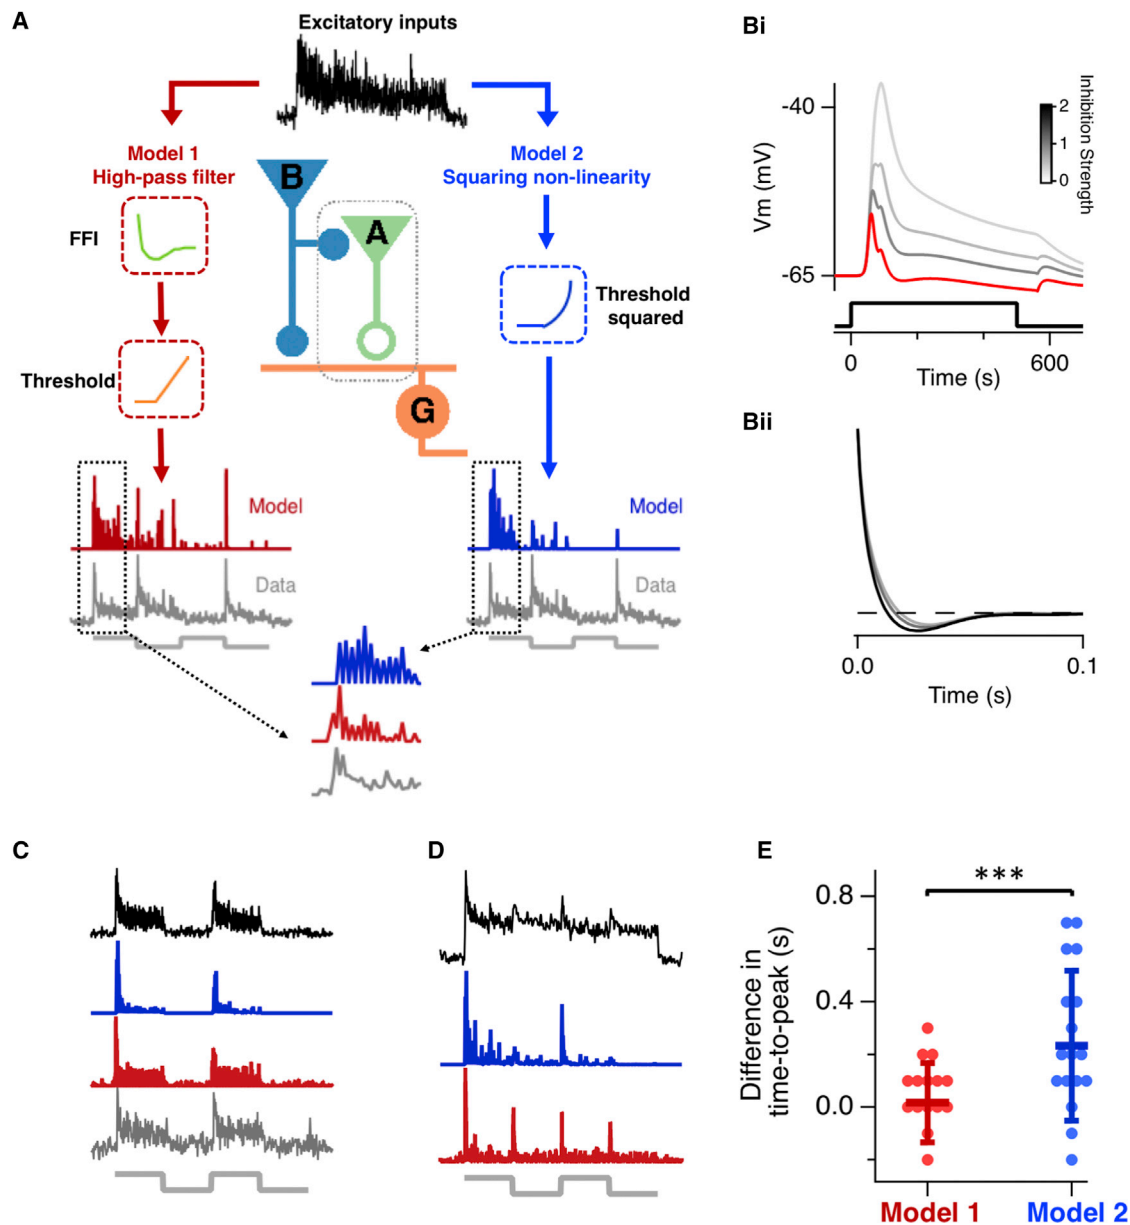 A
Excitatory inputs
Model 1
High-pass filter
Model 2
Squaring non-linearity
B
A
G
FFI
Threshold
Threshold
squared
Model
Data
Model
Data
Bi
-40
-65
Vm (mV)
Inhibition Strength
2
1
0
0
600
Time (s)
Bii
0.0
0.1
Time (s)
C
D
E
***
0.8
0.4
0.0
Difference in
time-to-peak (s)
Model 1
Model 2